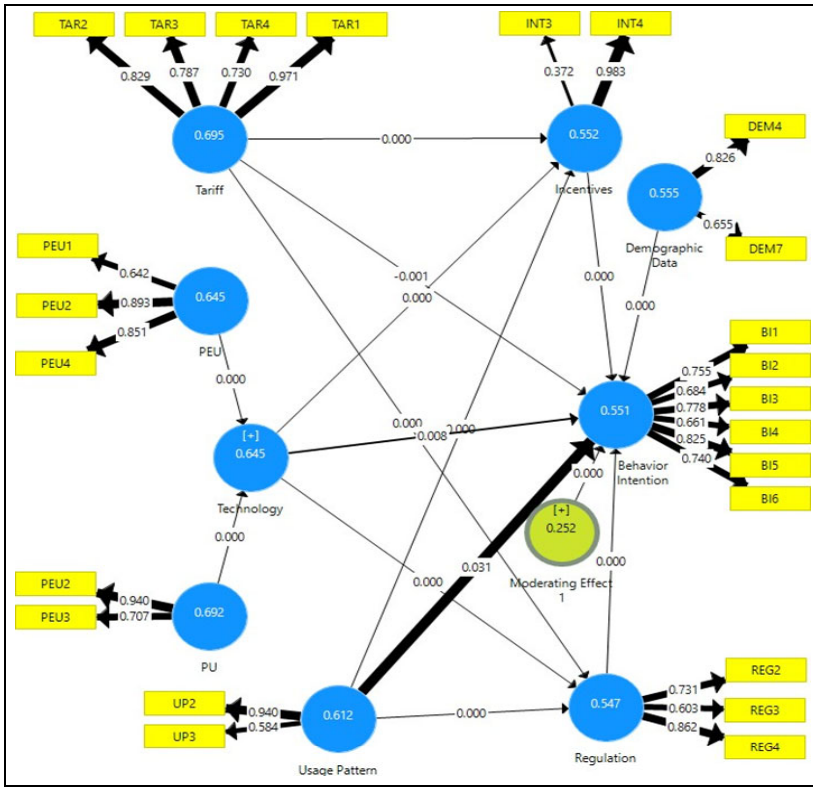 TAR2 TAR3 TAR4 TAR1
INT3 INT4
0.829 0.787 0.730 0.971
0.372 0.983
0.695
Tariff
0.000
0.552
Incentives
DEM4
0.826
0.555
0.655
DEM7
Demographic
Data
PEU1
0.642
PEU2
0.893
0.851
PEU4
0.645
PEU
0.000
-0.001
0.000
0.000
0.000
BI1
0.755
BI2
0.684
BI3
0.778
BI4
0.661
BI5
0.825
BI6
0.740
0.551
Behavior
Intention
0.000
0.008
0.000
[+]
0.645
Technology
0.000
0.000
[+]
0.252
Moderating Effect
1
0.031
0.000
0.000
PEU2
0.940
PEU3
0.707
0.692
PU
UP2
0.940
UP3
0.584
0.612
Usage Pattern
0.000
0.547
Regulation
REG2
0.731
REG3
0.603
REG4
0.862